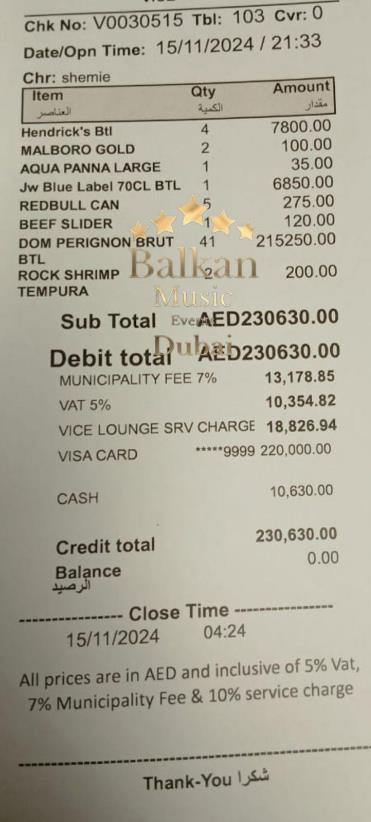 Chk No: V0030515 Tbl: 103 Cvr: 0
Date/Opn Time: 15/11/2024 / 21:33
Chr: shemie
Item Qty Amount
العناصر الكمية مقدار
Hendrick's Btl 4 7800.00
MALBORO GOLD 2 100.00
AQUA PANNA LARGE 1 35.00
Jw Blue Label 70CL BTL 1 6850.00
REDBULL CAN 5 275.00
BEEF SLIDER 1 120.00
DOM PERIGNON BRUT 41 215250.00
BTL
ROCK SHRIMP 2 200.00
TEMPURA
Balkan
Music
Events
Dubai
Sub Total AED230630.00
Debit total AED230630.00
MUNICIPALITY FEE 7% 13,178.85
VAT 5% 10,354.82
VICE LOUNGE SRV CHARGE 18,826.94
VISA CARD *****9999 220,000.00
CASH 10,630.00
Credit total 230,630.00
Balance 0.00
الرصيد
---------------- Close Time ---------------
15/11/2024 04:24
All prices are in AED and inclusive of 5% Vat,
7% Municipality Fee & 10% service charge
Thank-You شكرا